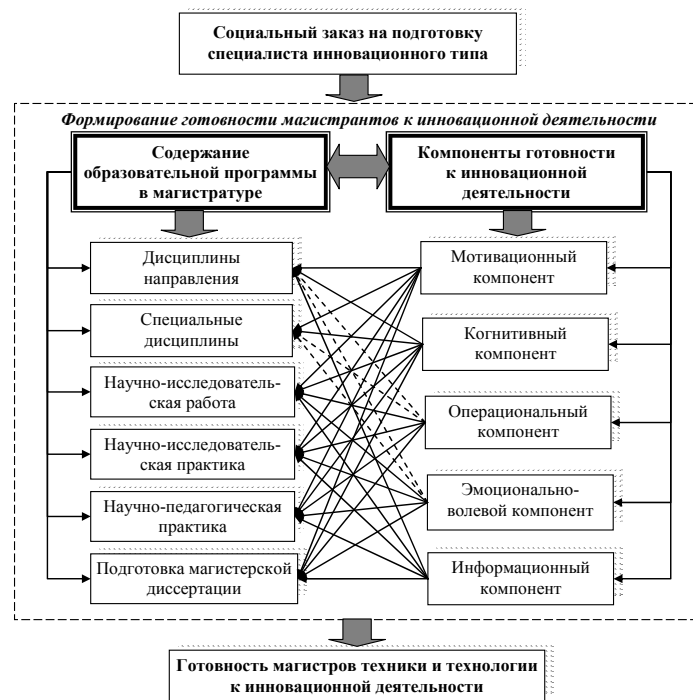 Социальный заказ на подготовку
специалиста инновационного типа
Формирование готовности магистрантов к инновационной деятельности
Содержание
образовательной программы
в магистратуре
Компоненты готовности
к инновационной
деятельности
Дисциплины
направления
Специальные
дисциплины
Научно-исследователь-
ская работа
Научно-исследователь-
ская практика
Научно-педагогическая
практика
Подготовка магистерской
диссертации
Мотивационный
компонент
Когнитивный
компонент
Операциональный
компонент
Эмоционально-
волевой компонент
Информационный
компонент
Готовность магистров техники и технологии
к инновационной деятельности